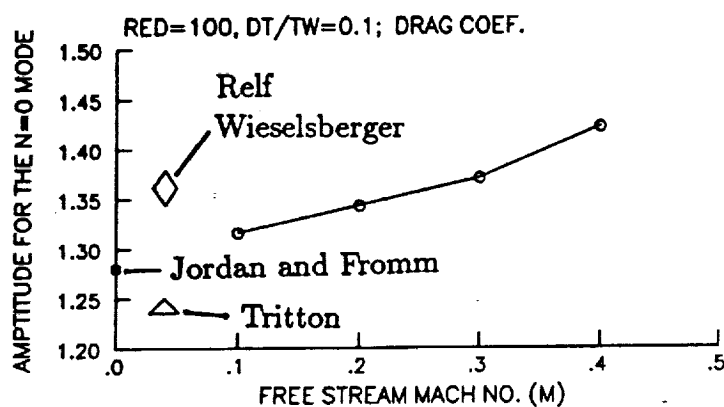 RED=100, DT/TW=0.1; DRAG COEF.
AMPTITUDE FOR THE N=0 MODE
1.50
1.45
1.40
1.35
1.30
1.25
1.20
Relf
Wieselsberger
Jordan and Fromm
Tritton
.0 .1 .2 .3 .4 .5
FREE STREAM MACH NO. (M)